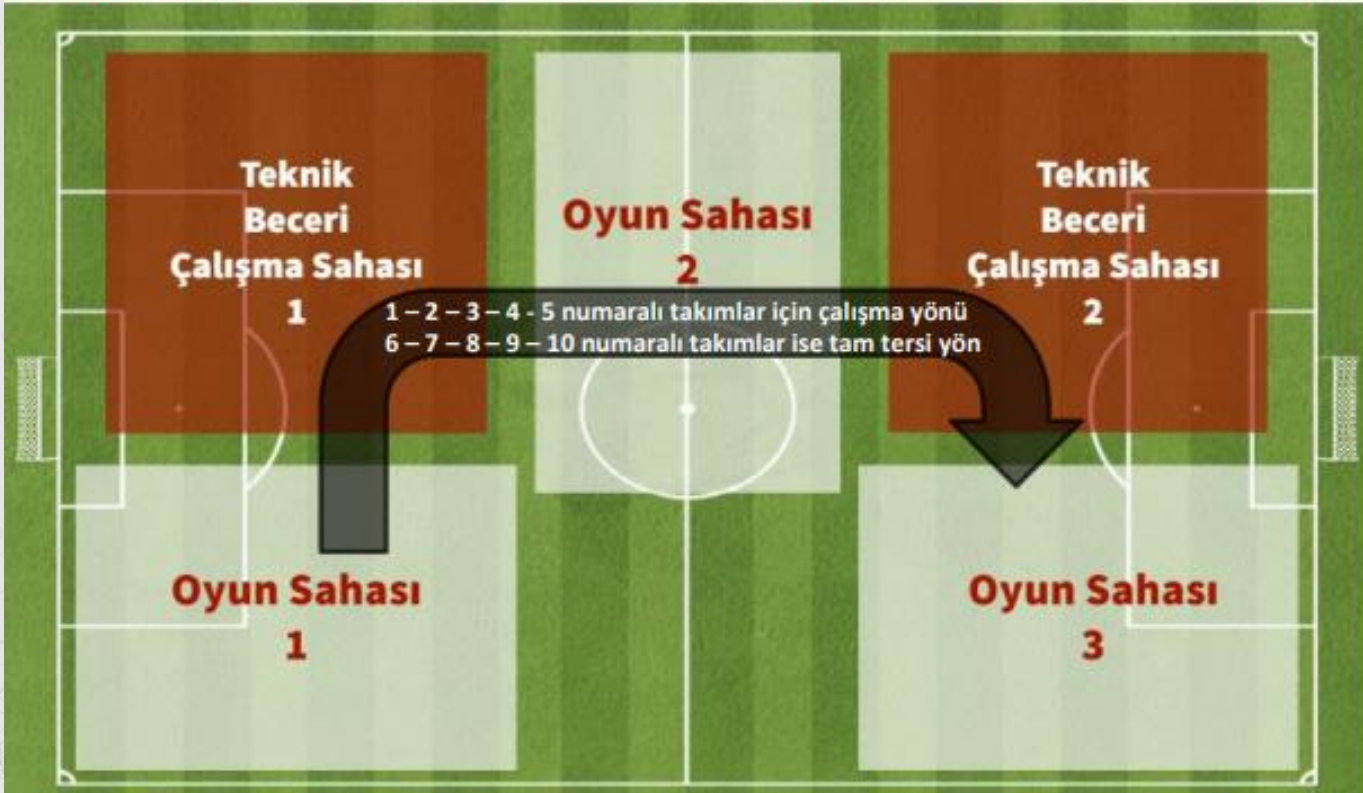 Teknik
Beceri
Çalışma Sahası
1
Oyun Sahası
2
Teknik
Beceri
Çalışma Sahası
2
1 – 2 – 3 – 4 - 5 numaralı takımlar için çalışma yönü
6 – 7 – 8 – 9 – 10 numaralı takımlar ise tam tersi yön
Oyun Sahası
1
Oyun Sahası
3